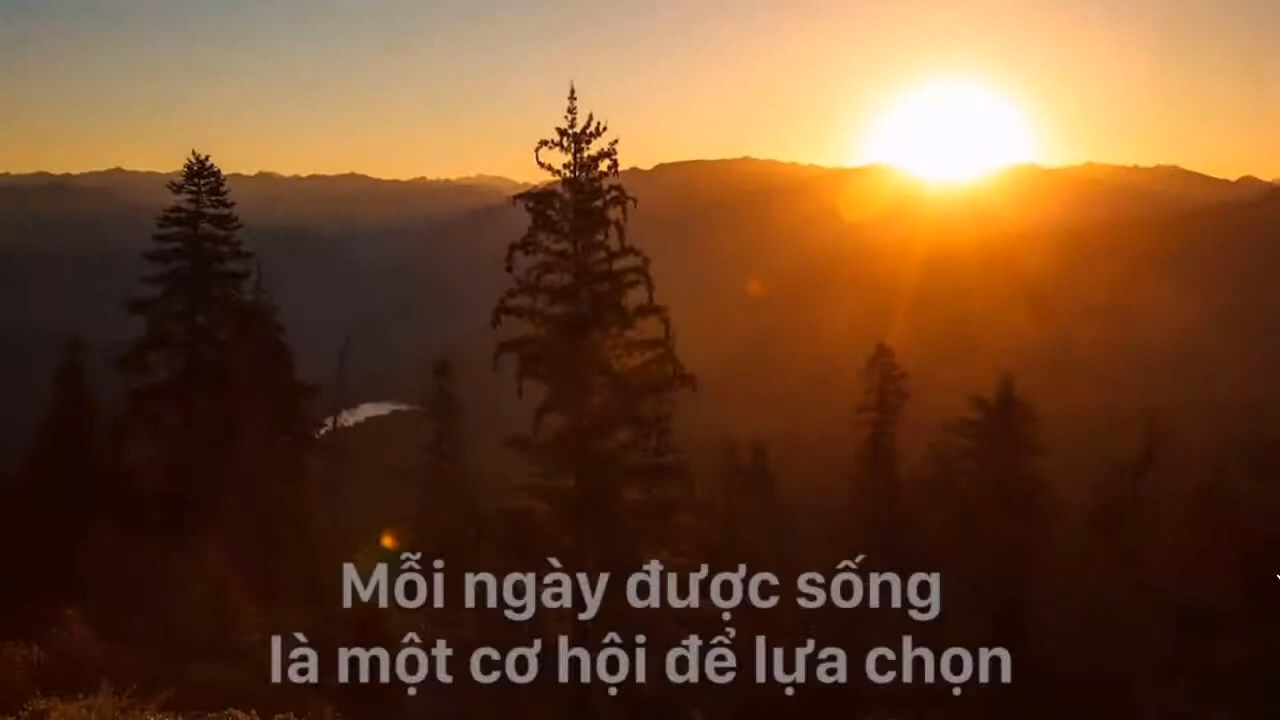 Mỗi ngày được sống
là một cơ hội để lựa chọn